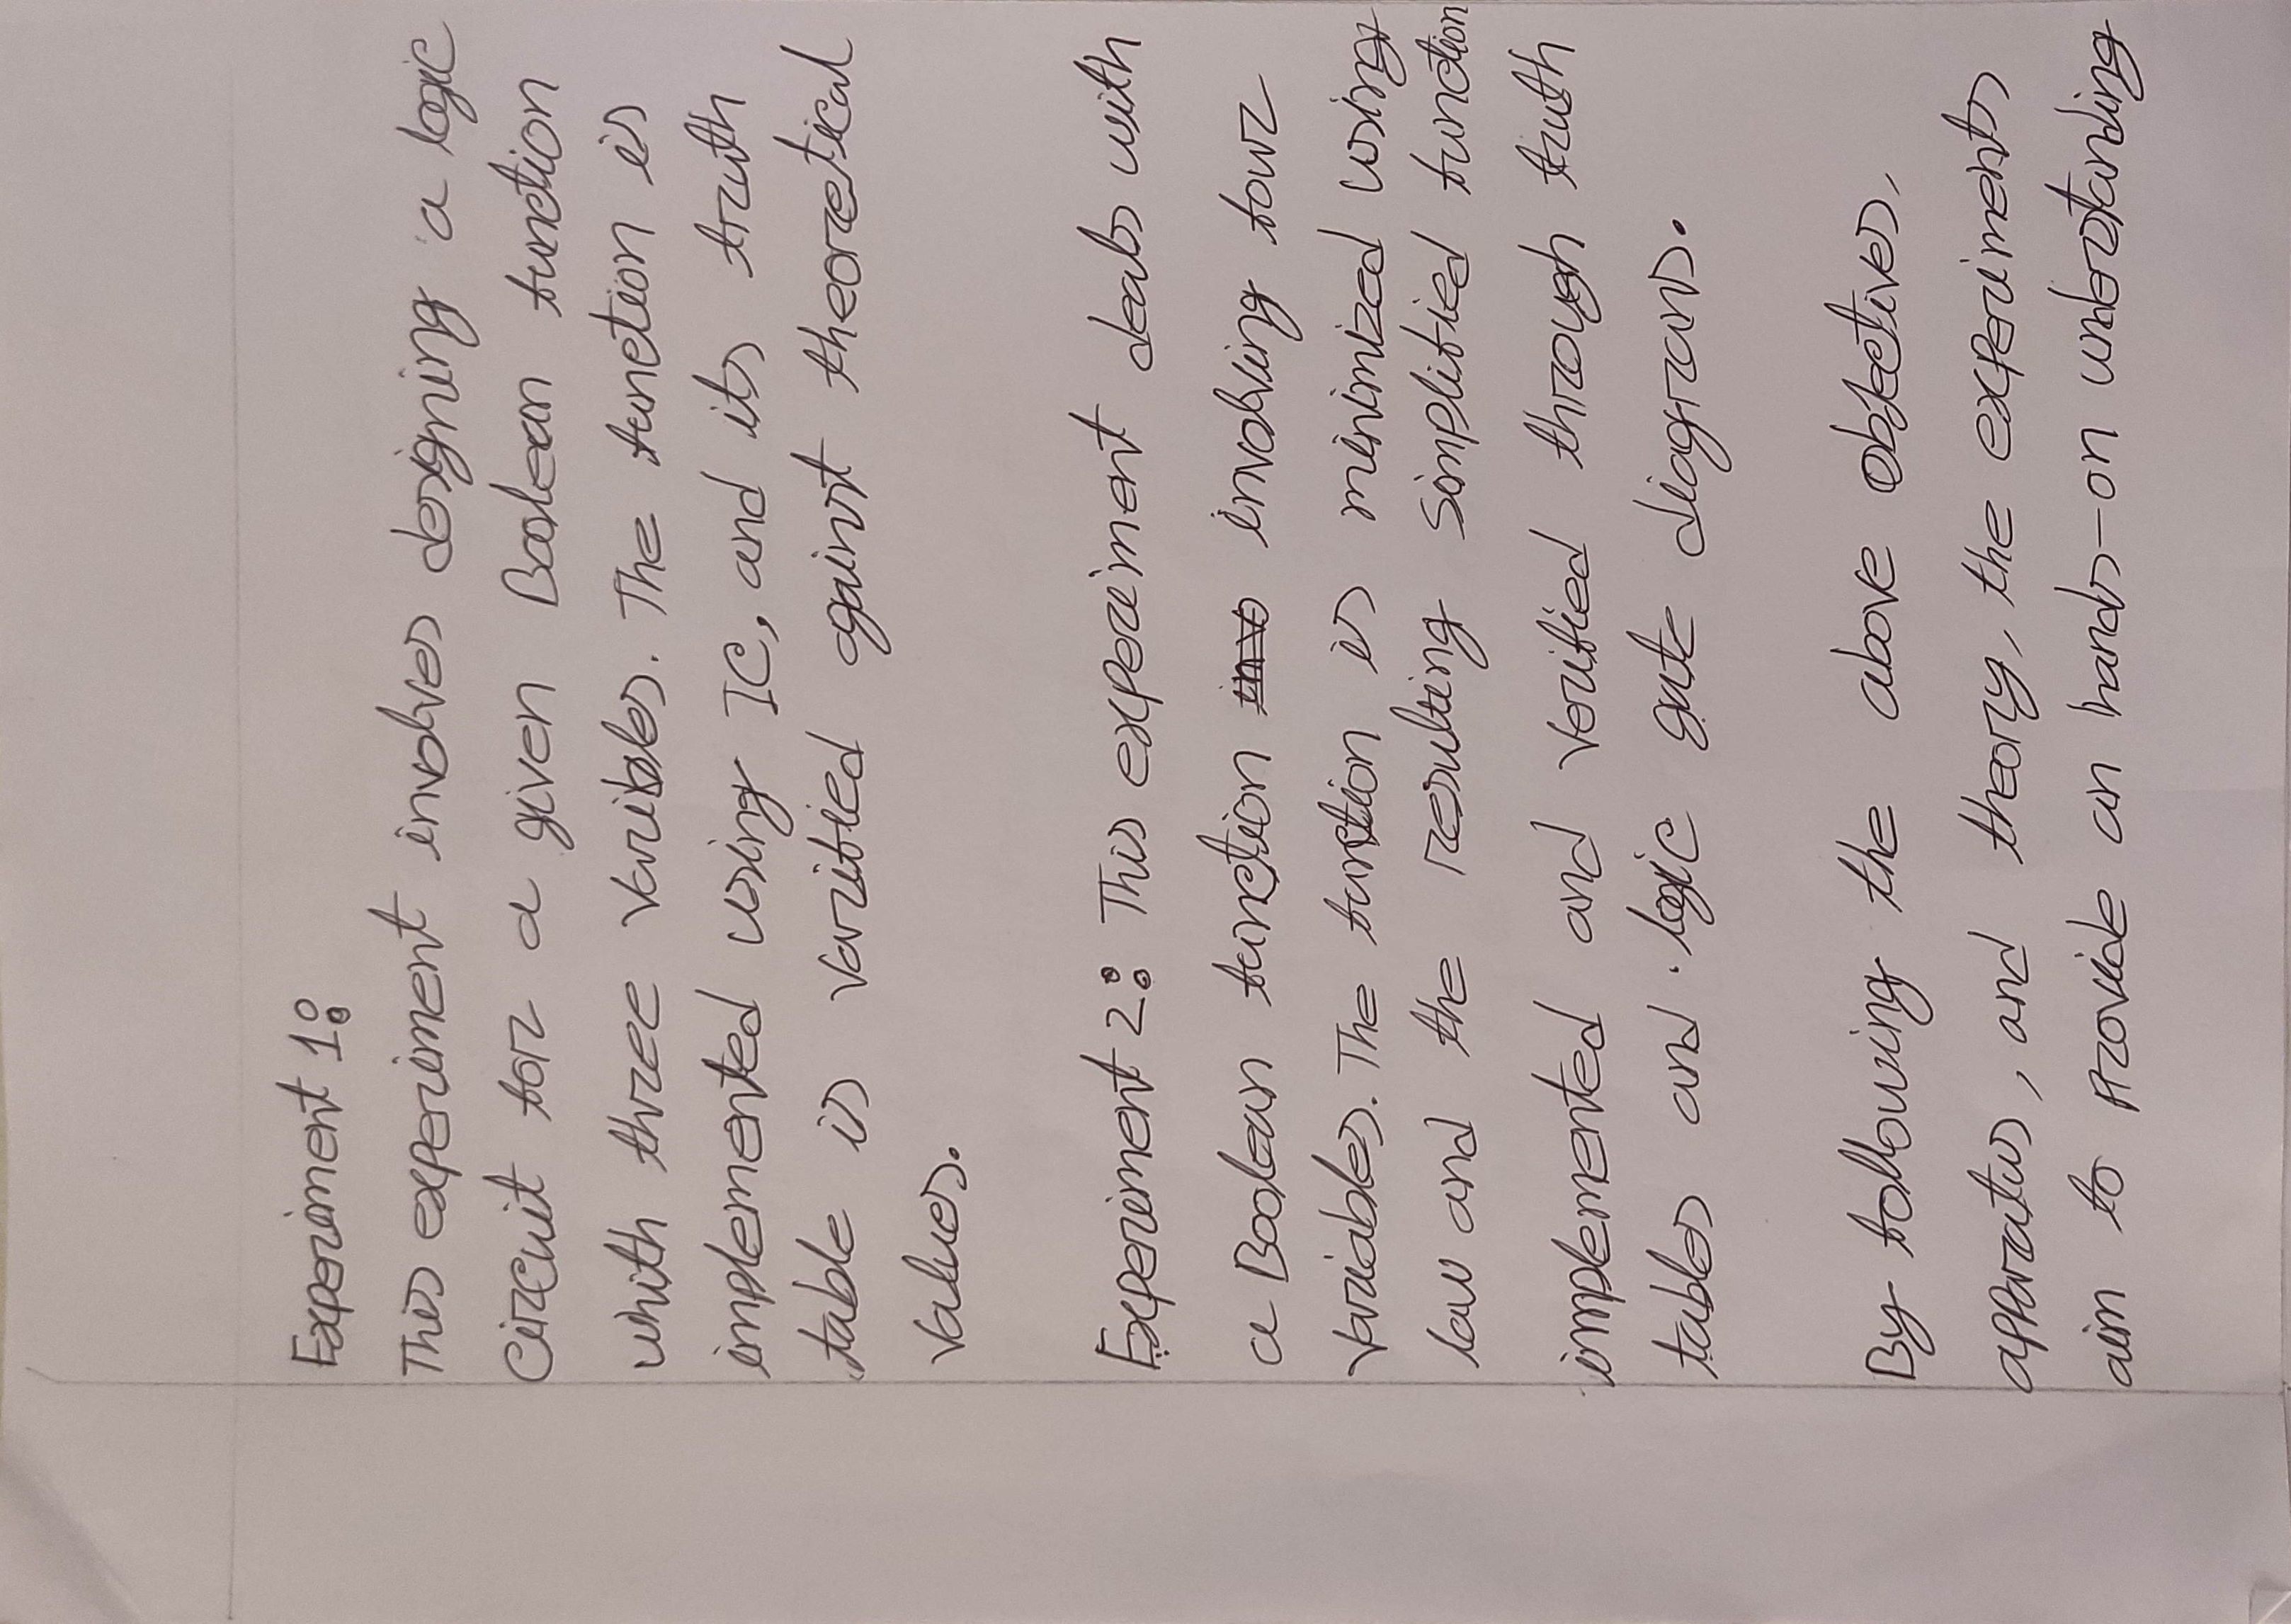 Experiment 1:
This experiment involves designing a logic
circuit for a given Boolean function
whith three varibles. The function is
implemented using IC, and its truth
table is varified against theoretical
values.
Experiment 2: This experiment deals with
a Boolean function inv involving four
variables. The function is minimized using
law and the resulting simplified function
implemented and verified through truth
tables and logic gate diagrams.
By following the above objectives,
apparatus, and theory, the experiments
aim to provide an hands-on understanding